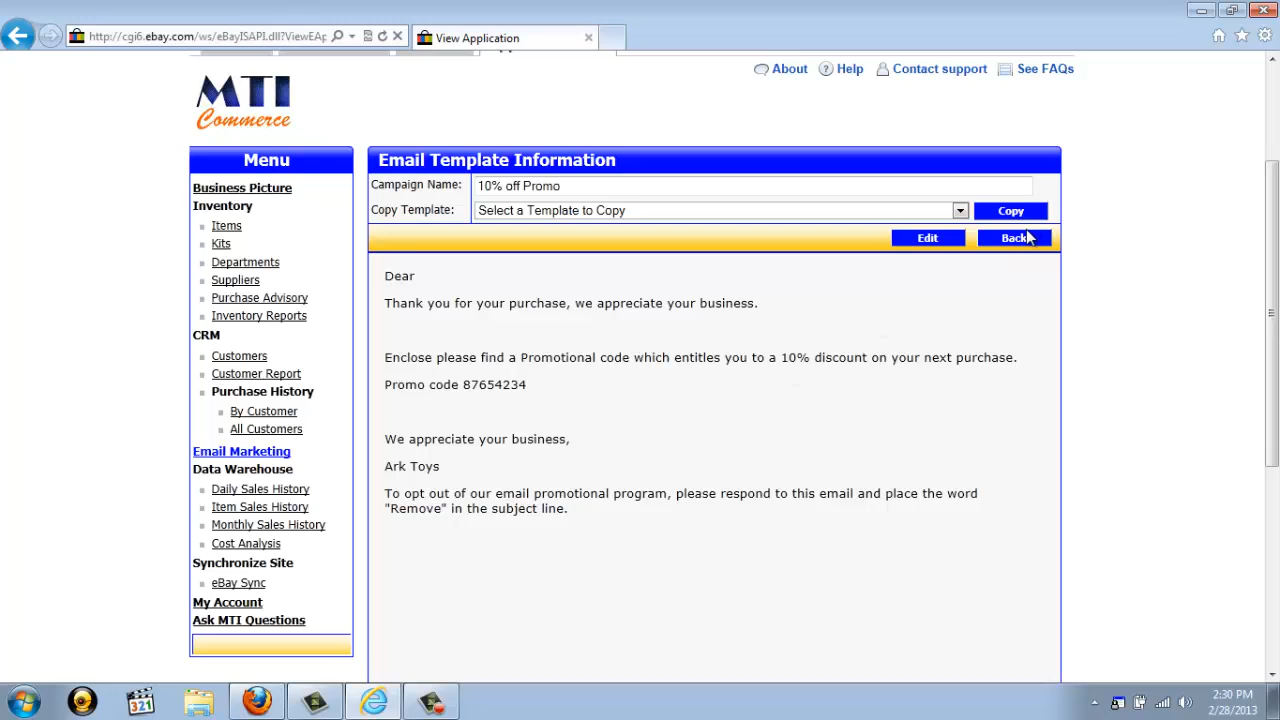 http://cgi6.ebay.com/ws/eBayISAPI.dll?ViewEAp
View Application
About
Help
Contact support
See FAQs
MTI
Commerce
Menu
Business Picture
Inventory
Items
Kits
Departments
Suppliers
Purchase Advisory
Inventory Reports
CRM
Customers
Customer Report
Purchase History
By Customer
All Customers
Email Marketing
Data Warehouse
Daily Sales History
Item Sales History
Monthly Sales History
Cost Analysis
Synchronize Site
eBay Sync
My Account
Ask MTI Questions
Email Template Information
Campaign Name: 10% off Promo
Copy Template: Select a Template to Copy Copy
Edit Back
Dear
Thank you for your purchase, we appreciate your business.
Enclose please find a Promotional code which entitles you to a 10% discount on your next purchase.
Promo code 87654234
We appreciate your business,
Ark Toys
To opt out of our email promotional program, please respond to this email and place the word
"Remove" in the subject line.
321
2:30 PM
2/28/2013